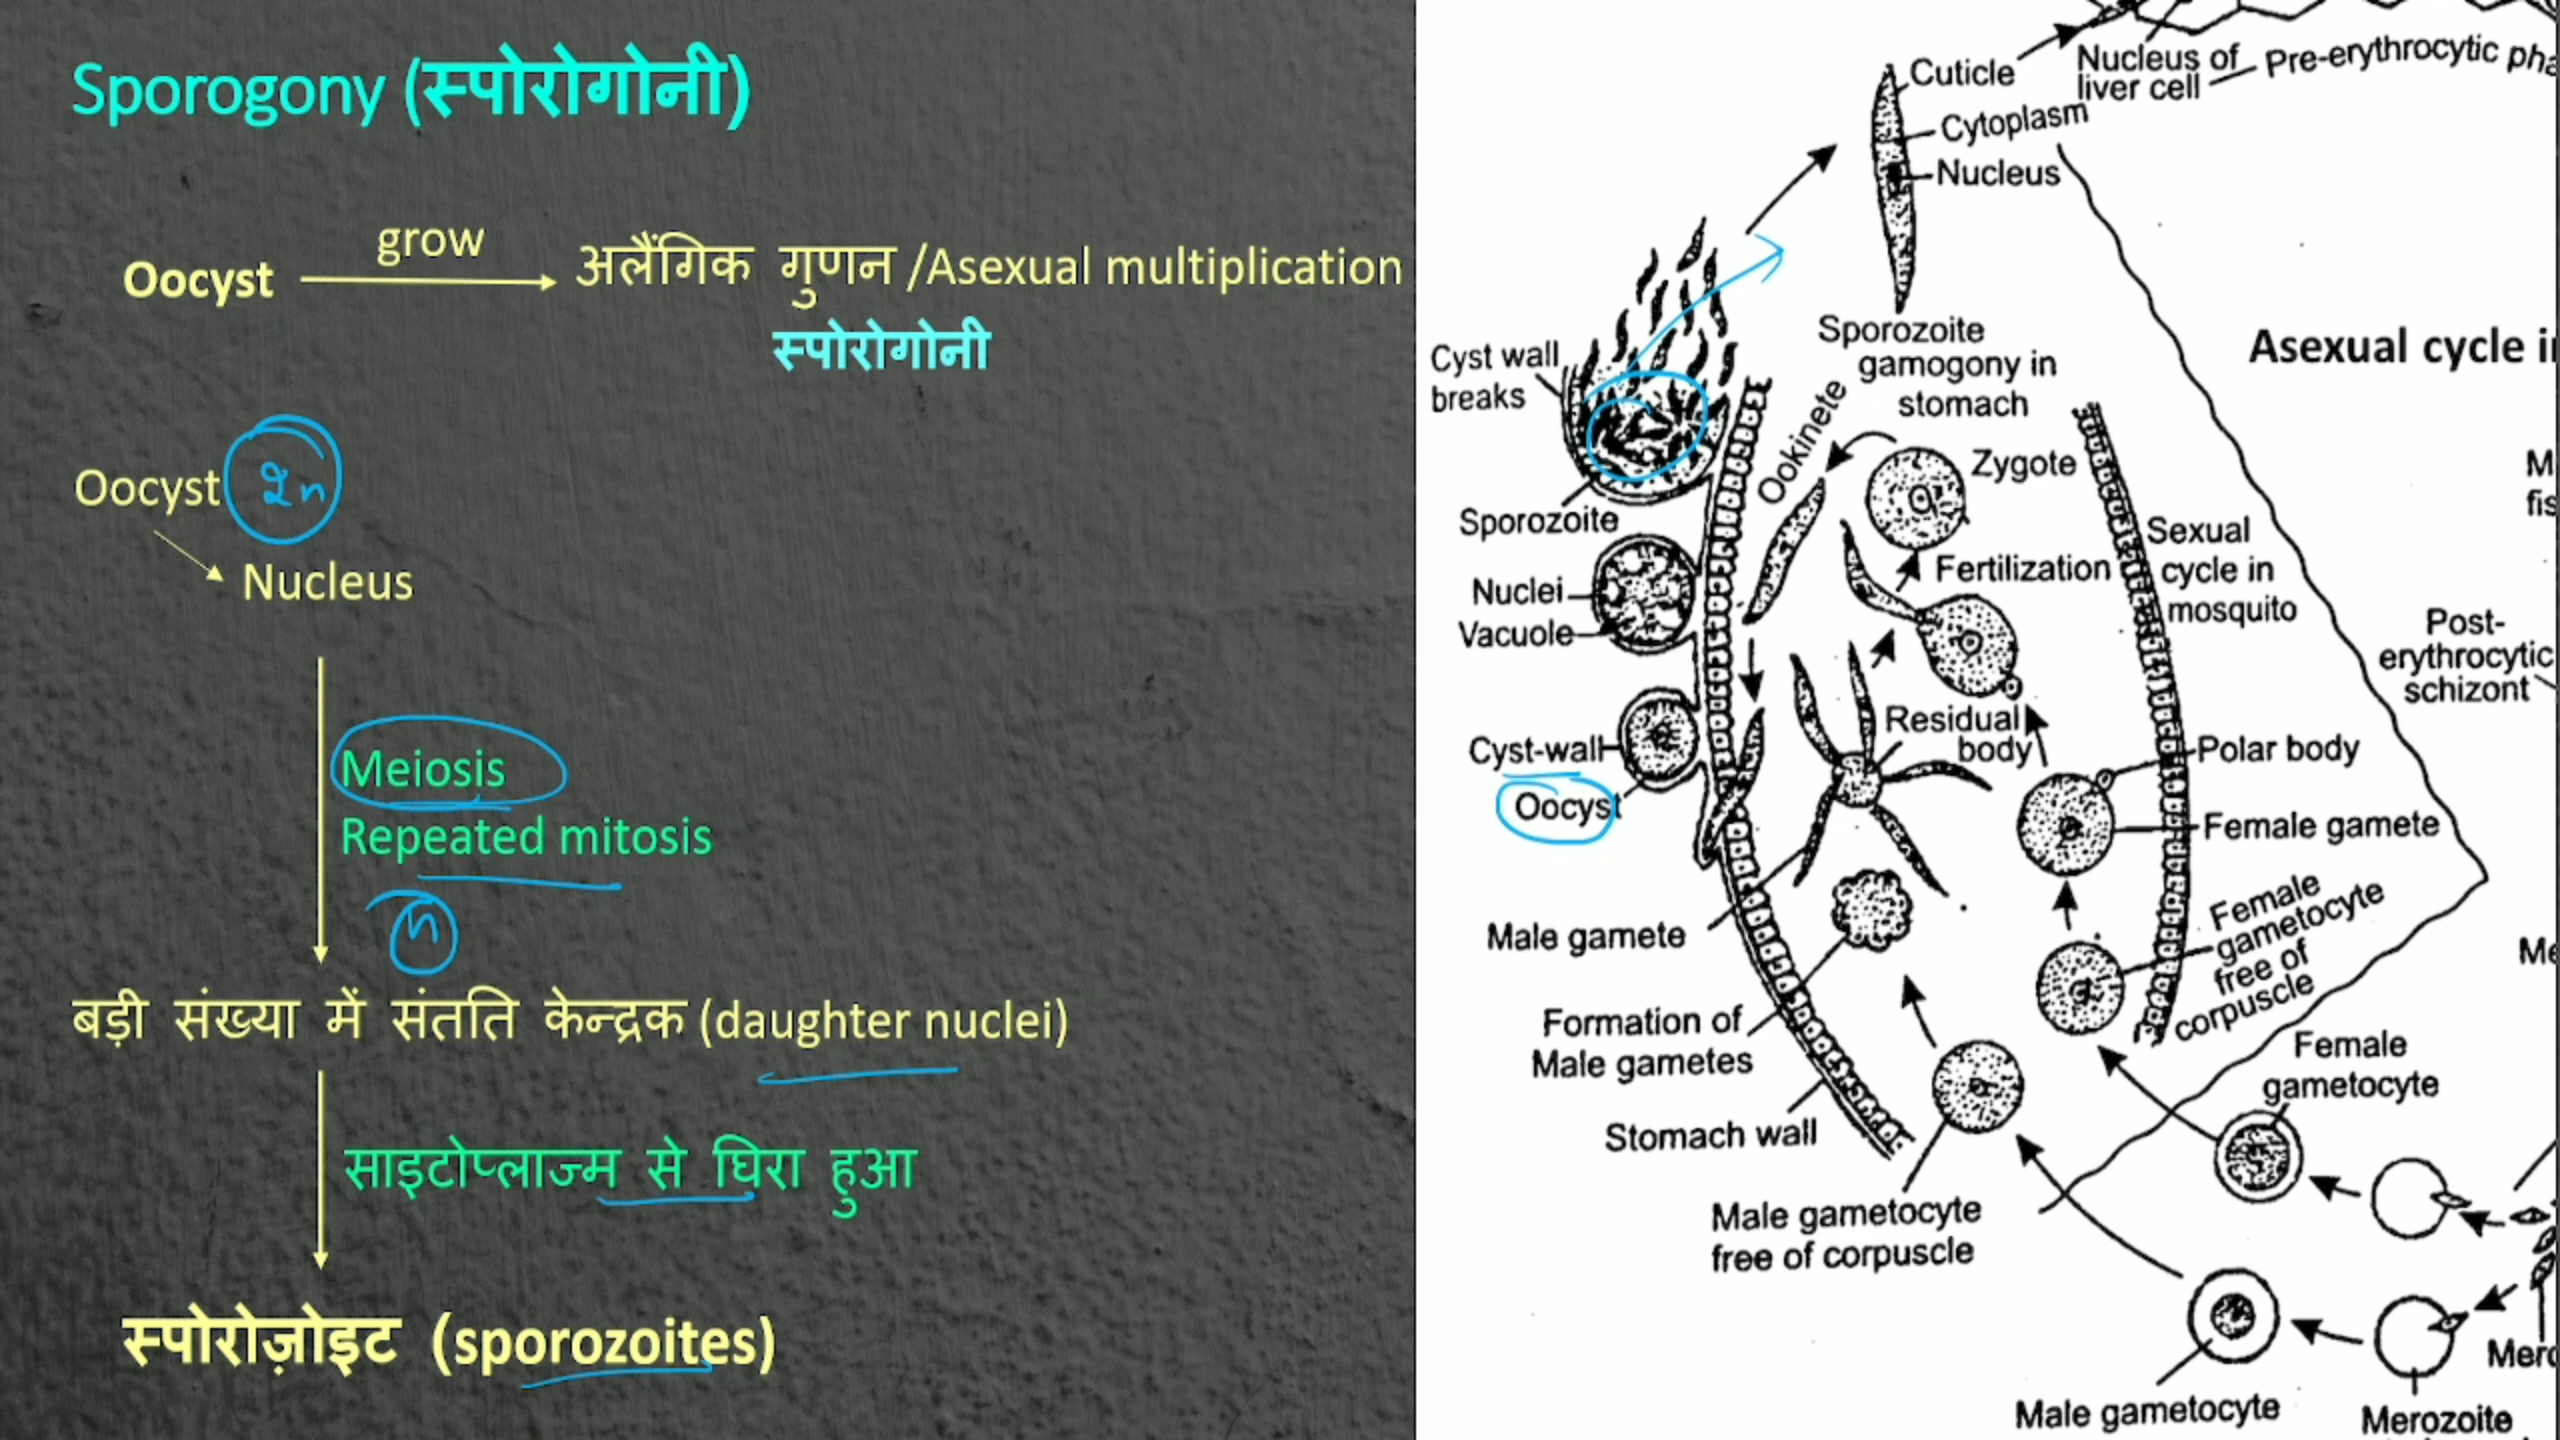 Sporogony (स्पोरोगोनी)
grow
Oocyst
अलैंगिक गुणन /Asexual multiplication
स्पोरोगोनी
Oocyst 2n
Nucleus
Meiosis
Repeated mitosis
n
बड़ी संख्या में संतति केन्द्रक (daughter nuclei)
साइटोप्लाज्म से घिरा हुआ
स्पोरोज़ोइट (sporozoites)
Cuticle
Nucleus of
liver cell
Pre-erythrocytic
Cytoplasm
Nucleus
Sporozoite
gamogony in
stomach
Asexual cycle
Cyst wall
breaks
Ookinete
Zygote
Sporozoite
Sexual
cycle in
mosquito
Fertilization
Nuclei
Vacuole
Post-
erythrocytic
schizont
Residual
body
Cyst-wall
Oocyst
Polar body
Female gamete
Male gamete
Female
gametocyte
free of
corpuscle
Formation of
Male gametes
Stomach wall
Female
gametocyte
Male gametocyte
free of corpuscle
Male gametocyte
Merozoite